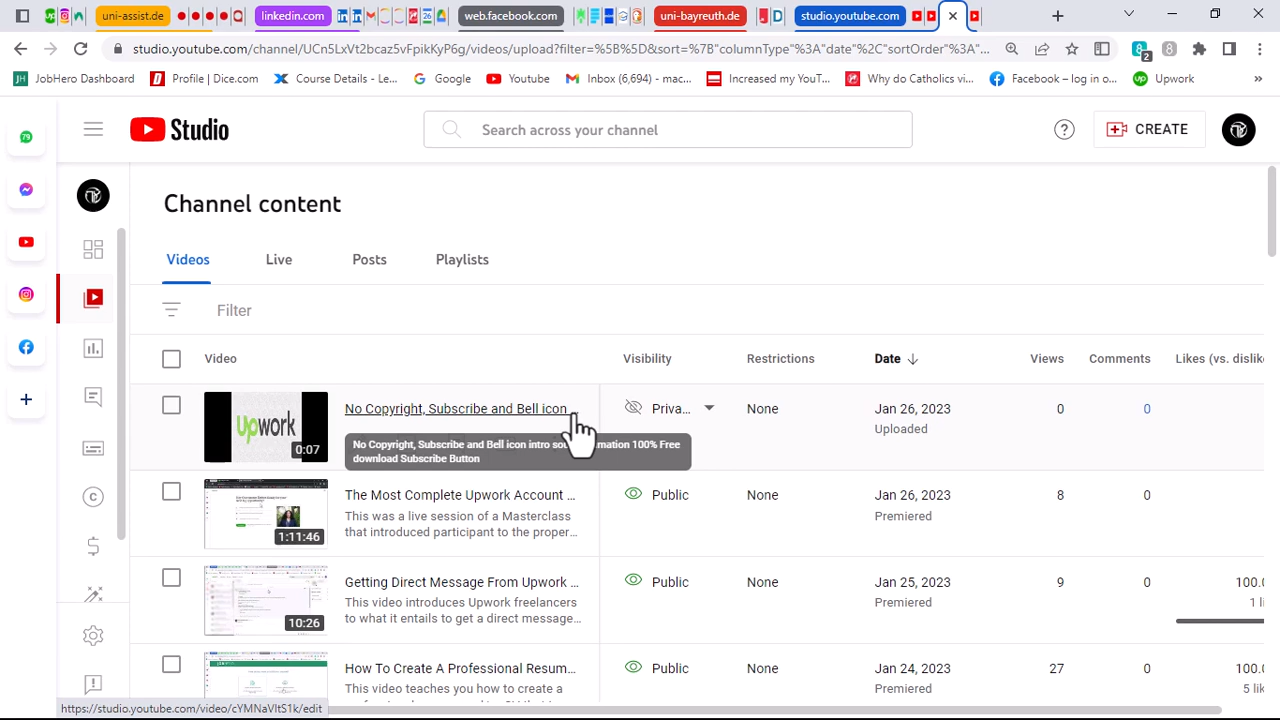 uni-assist.de
linkedin.com
26
web.facebook.com
uni-bayreuth.de
studio.youtube.com
studio.youtube.com/channel/UCn5LxVt2bcaz5vFpikKyP6g/videos/upload?filter=%5B%5D&sort=%7B"columnType"%3A"date"%2C"sortOrder"%3A"...
8
2
8
JobHero Dashboard
Profile | Dice.com
Course Details - Le...
Google
Youtube
Inbox (6,694) - mac...
Increased my YouT...
Why do Catholics vi...
Facebook – log in o...
Upwork
»
79
Studio
Search across your channel
CREATE
Channel content
Videos
Live
Posts
Playlists
Filter
Video
Visibility
Restrictions
Date
Views
Comments
Likes (vs. dislike
Upwork
0:07
No Copyright, Subscribe and Bell icon
Priva...
None
Jan 26, 2023
0
0
Uploaded
No Copyright, Subscribe and Bell icon intro animation 100% Free
download Subscribe Button
1:11:46
The Most Complete Upwork Account ...
Public
None
Jan 26, 2023
8
0
This was a live session of a Masterclass
Premiered
that introduced participant to the proper...
10:26
Getting Direct Message From Upwork ...
Public
None
Jan 25, 2023
9
0
100.
This video introduces Upwork freelancers
Premiered
1 li
to what it entails to get a direct message...
How To Create Professional Resum...
Public
None
Jan 24, 2023
27
0
100.
This video teaches you how to create a
Premiered
5 lik
https://studio.youtube.com/video/cYMNaVItS1k/edit